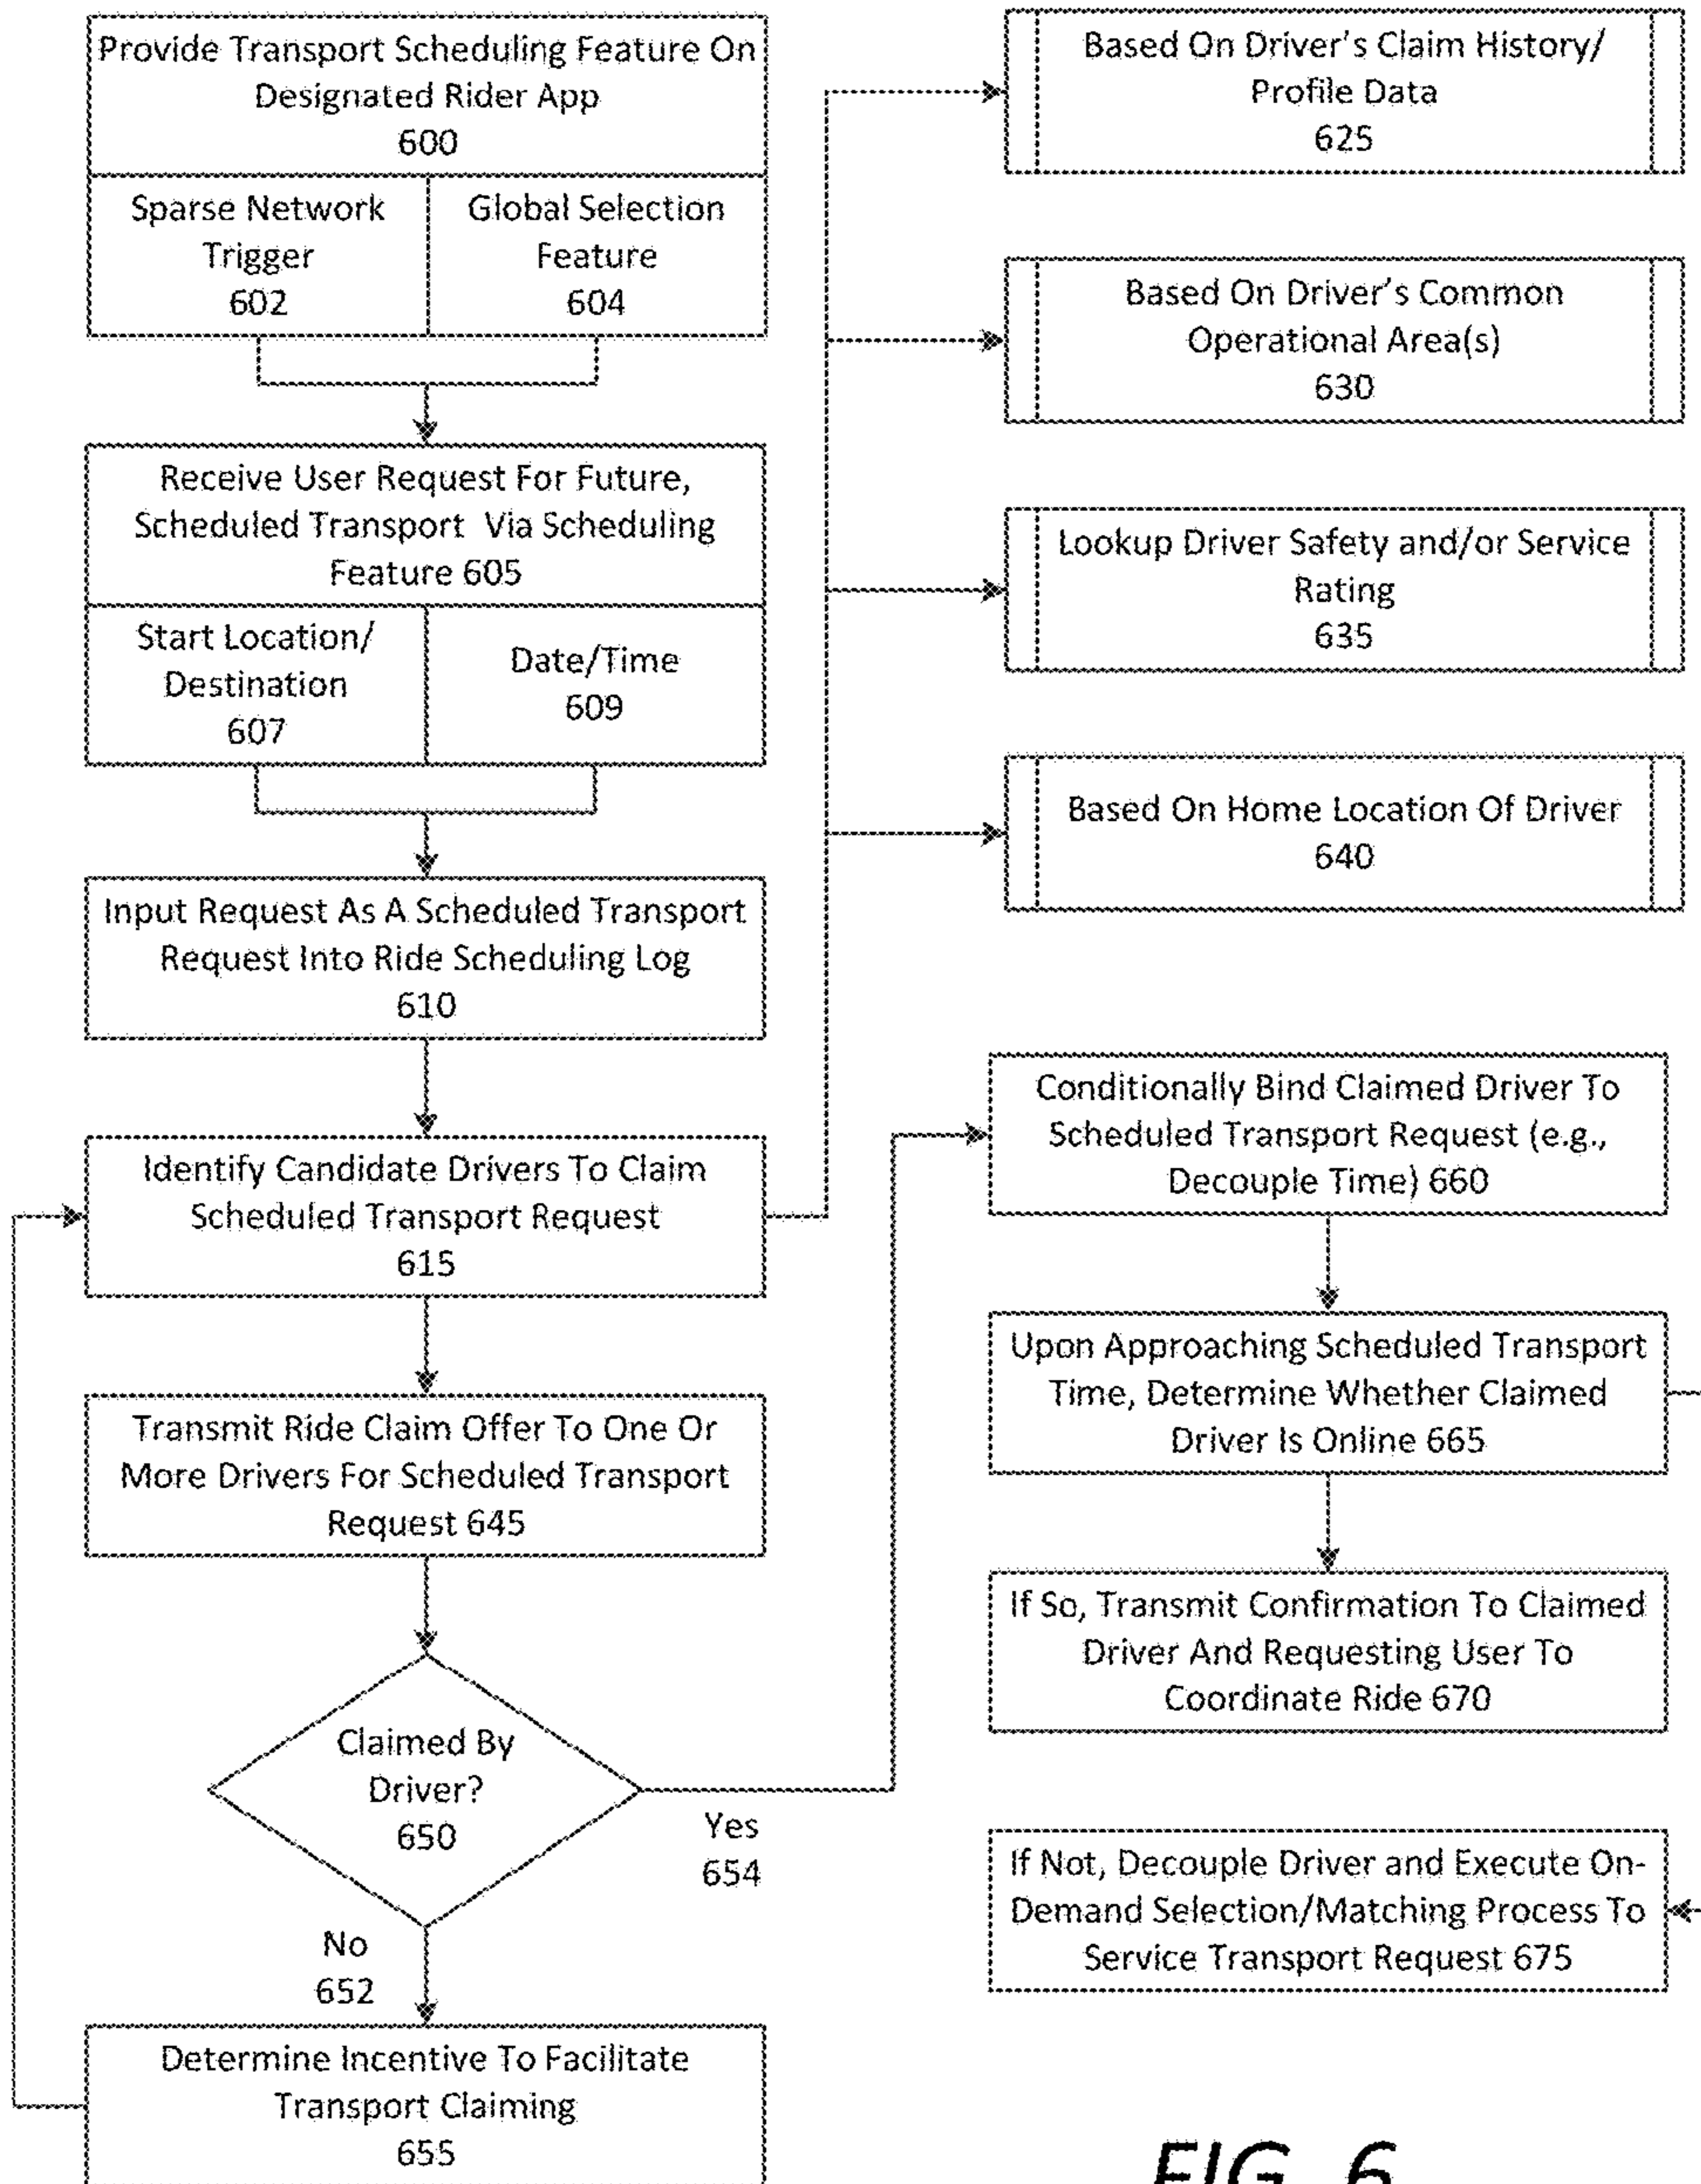 Provide Transport Scheduling Feature On
Designated Rider App
600
Sparse Network
Trigger
602
Global Selection
Feature
604
Receive User Request For Future,
Scheduled Transport Via Scheduling
Feature 605
Start Location/
Destination
607
Date/Time
609
Input Request As A Scheduled Transport
Request Into Ride Scheduling Log
610
Identify Candidate Drivers To Claim
Scheduled Transport Request
615
Based On Driver's Claim History/
Profile Data
625
Based On Driver's Common
Operational Area(s)
630
Lookup Driver Safety and/or Service
Rating
635
Based On Home Location Of Driver
640
Transmit Ride Claim Offer To One Or
More Drivers For Scheduled Transport
Request 645
Claimed By
Driver?
650
Yes
654
No
652
Determine Incentive To Facilitate
Transport Claiming
655
Conditionally Bind Claimed Driver To
Scheduled Transport Request (e.g.,
Decouple Time) 660
Upon Approaching Scheduled Transport
Time, Determine Whether Claimed
Driver Is Online 665
If So, Transmit Confirmation To Claimed
Driver And Requesting User To
Coordinate Ride 670
If Not, Decouple Driver and Execute On-
Demand Selection/Matching Process To
Service Transport Request 675
FIG. 6